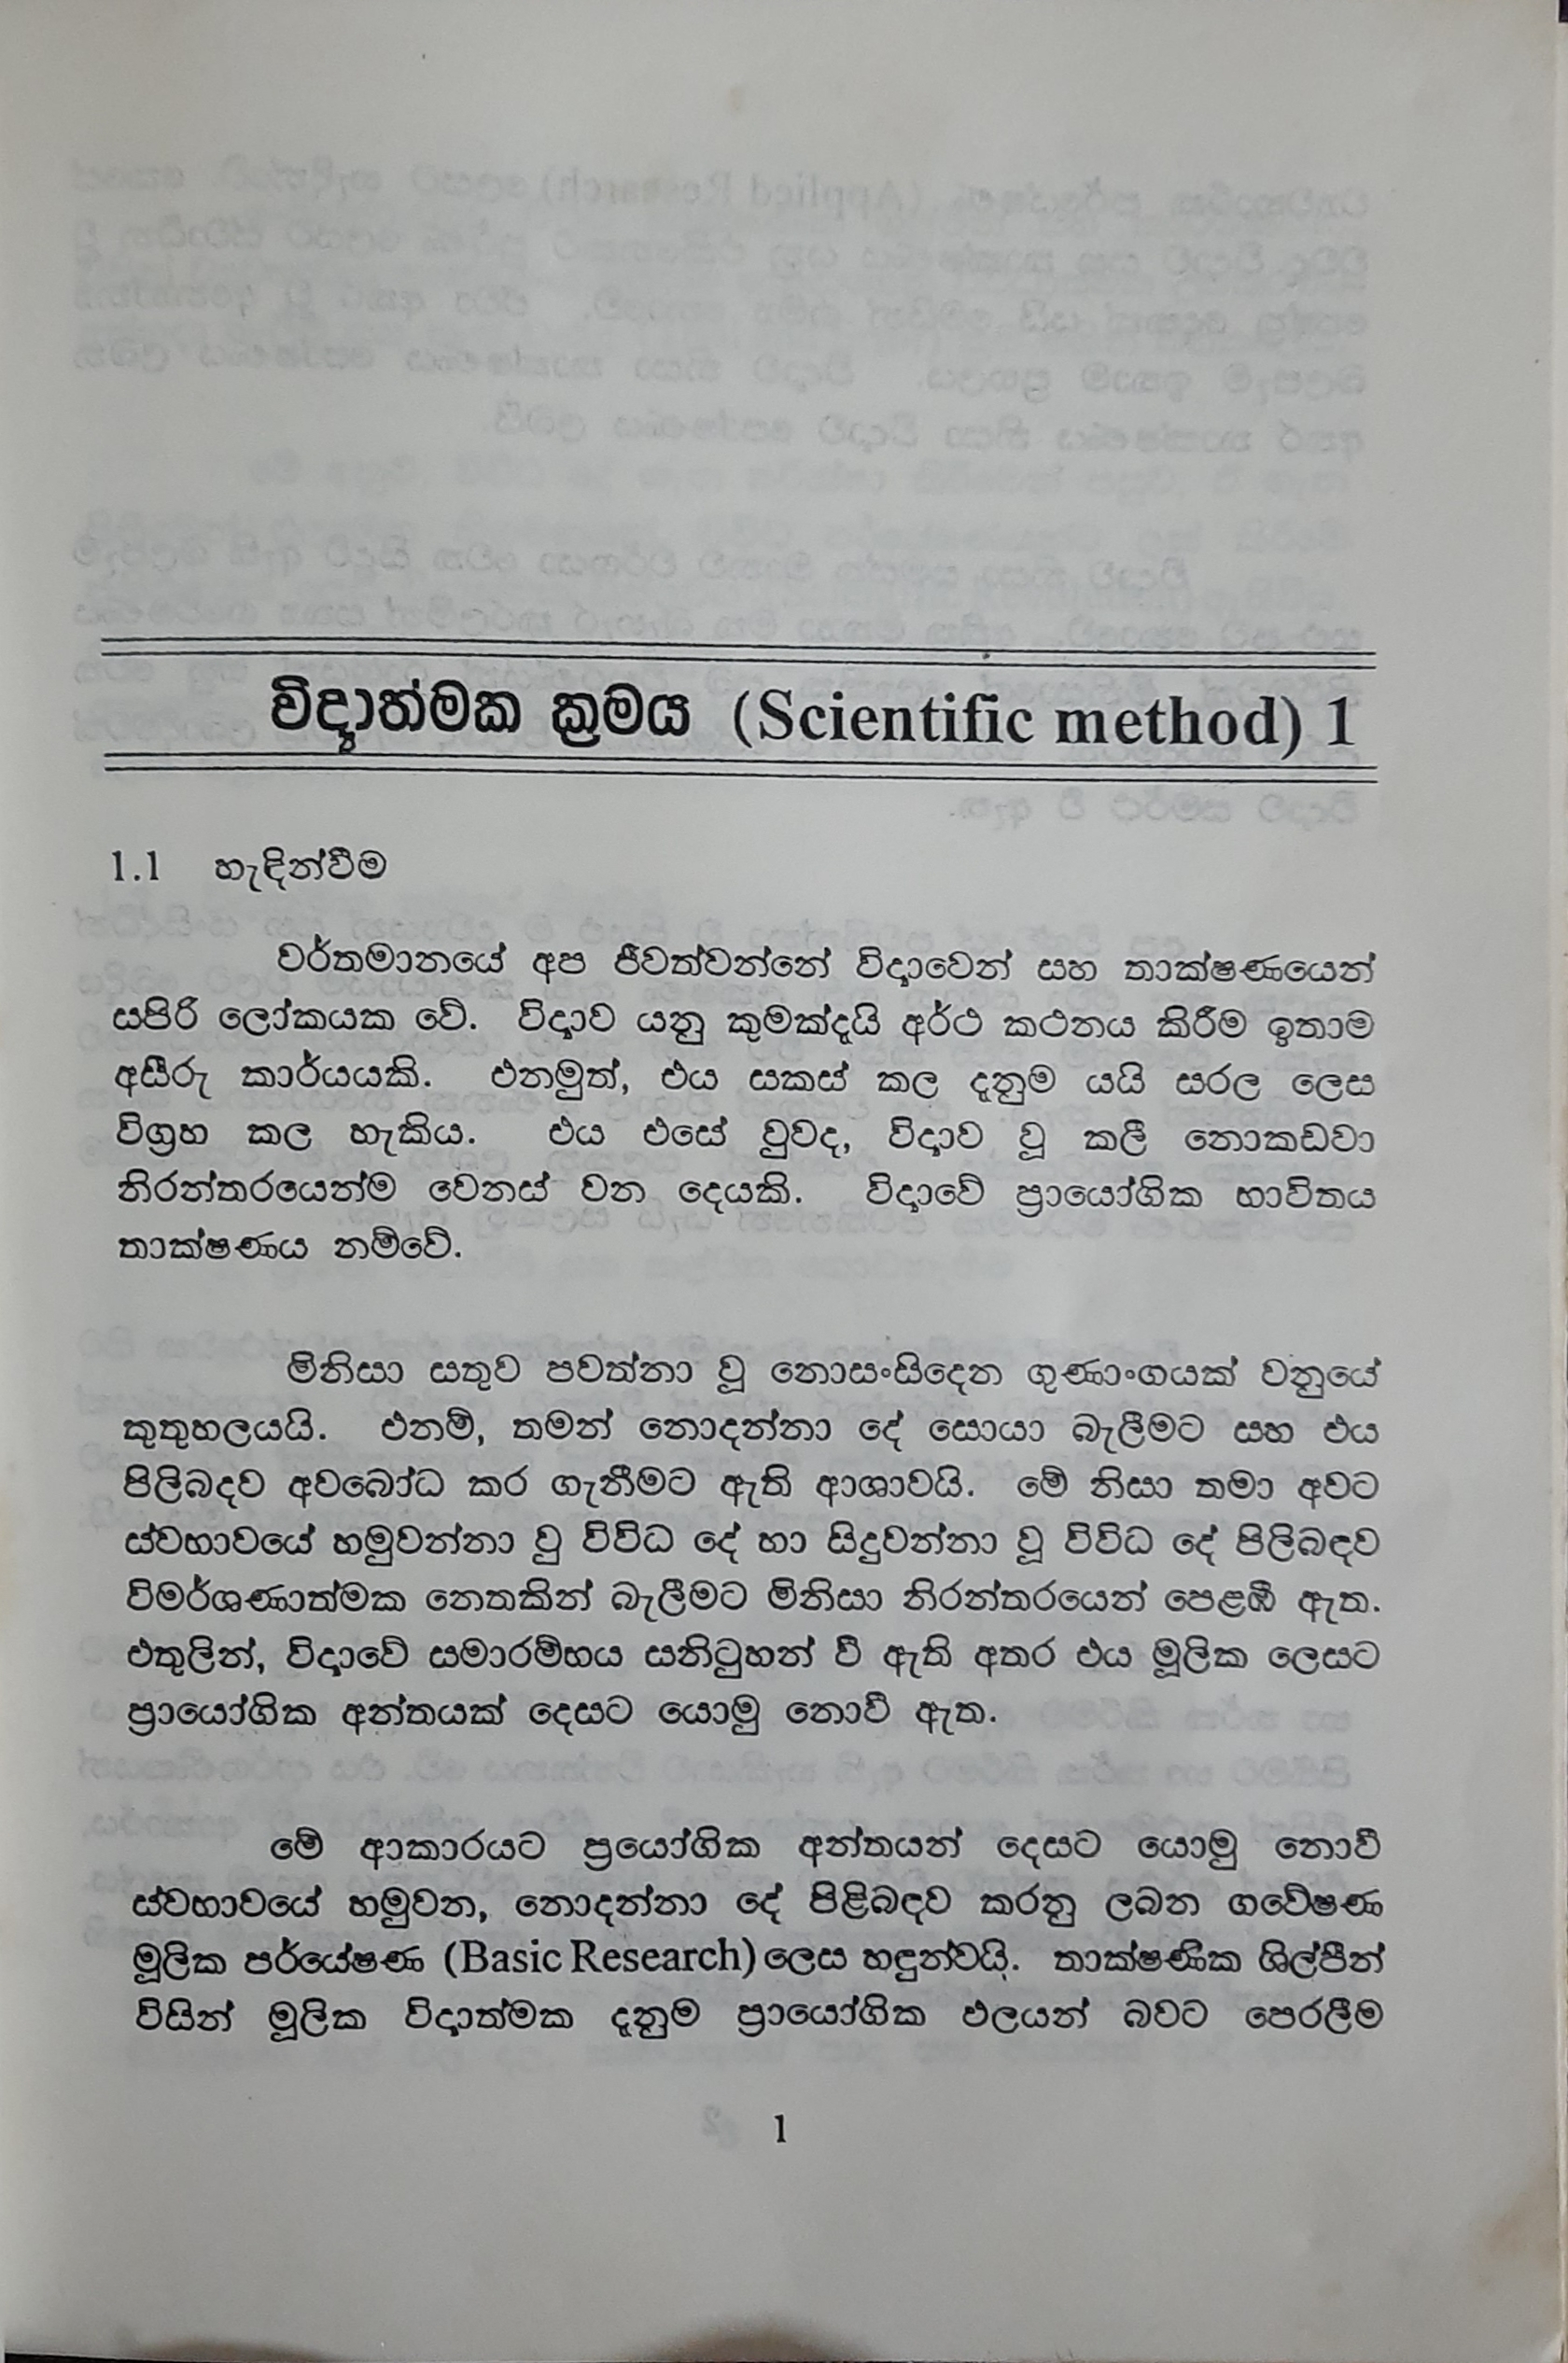 විද්‍යාත්මක ක්‍රමය (Scientific method) 1
1.1 හැඳින්වීම
වර්තමානයේ අප ජීවත්වන්නේ විද්‍යාවෙන් සහ තාක්ෂණයෙන්
සපිරි ලෝකයක වේ. විද්‍යාව යනු කුමක්දැයි අර්ථ කථනය කිරීම ඉතාම
අසීරු කාර්යයකි. එනමුත්, එය සකස් කල දැනුම යයි සරල ලෙස
විග්‍රහ කල හැකිය. එය එසේ වුවද, විද්‍යාව වූ කලී නොකඩවා
නිරන්තරයෙන්ම වෙනස් වන දෙයකි. විද්‍යාවේ ප්‍රායෝගික භාවිතය
තාක්ෂණය නම්වේ.
මිනිසා සතුව පවත්නා වූ නොසංසිදෙන ගුණාංගයක් වනුයේ
කුතුහලයයි. එනම්, තමන් නොදන්නා දේ සොයා බැලීමට සහ එය
පිලිබදව අවබෝධ කර ගැනීමට ඇති ආශාවයි. මේ නිසා තමා අවට
ස්වභාවයේ හමුවන්නා වු විවිධ දේ හා සිදුවන්නා වූ විවිධ දේ පිලිබඳව
විමර්ශණාත්මක නෙතකින් බැලීමට මිනිසා නිරන්තරයෙන් පෙළඹී ඇත.
එතුලින්, විද්‍යාවේ සමාරම්භය සනිටුහන් වී ඇති අතර එය මූලික ලෙසට
ප්‍රායෝගික අන්තයක් දෙසට යොමු නොවී ඇත.
මේ ආකාරයට ප්‍රයෝගික අන්තයන් දෙසට යොමු නොවී
ස්වභාවයේ හමුවන, නොදන්නා දේ පිළිබඳව කරනු ලබන ගවේෂණ
මූලික පර්යේෂණ (Basic Research) ලෙස හඳුන්වයි. තාක්ෂණික ශිල්පීන්
විසින් මූලික විද්‍යාත්මක දැනුම ප්‍රායෝගික ඵලයන් බවට පෙරලීම
1